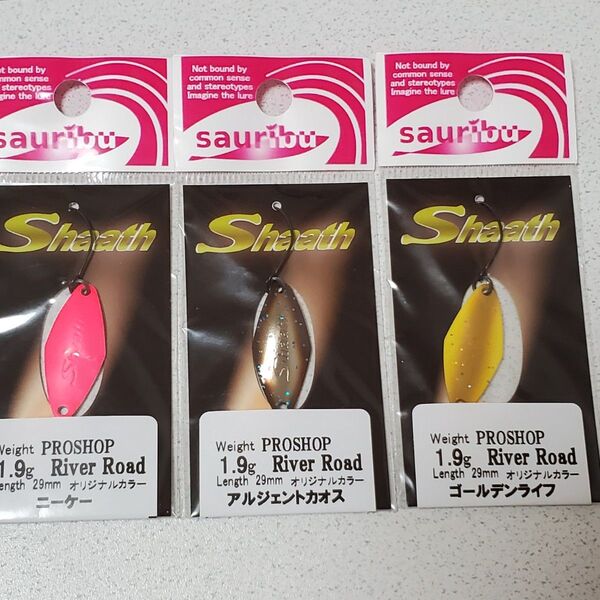 Not bound by
common sense
and stereotypes
Imagine the lure
sauribu
Sheath
Weight PROSHOP
1.9g River Road
Length 29mm オリジナルカラー
ニーケー
Not bound by
common sense
and stereotypes
Imagine the lure
sauribu
Sheath
Weight PROSHOP
1.9g River Road
Length 29mm オリジナルカラー
アルジェントカオス
Not bound by
common sense
and stereotypes
Imagine the lure
sauribu
Sheath
Weight PROSHOP
1.9g River Road
Length 29mm オリジナルカラー
ゴールデンライフ